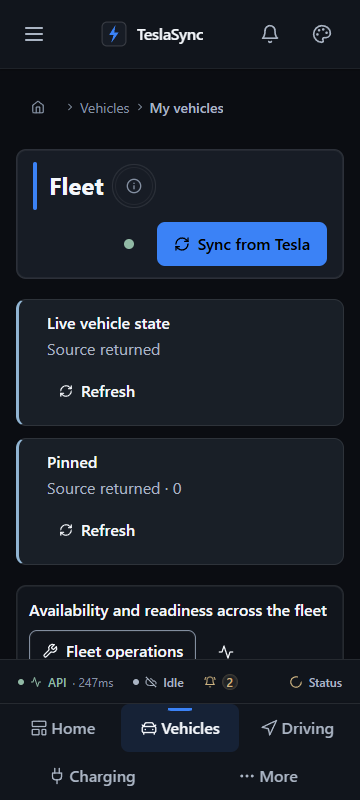 TeslaSync
Vehicles
My vehicles
Fleet
Sync from Tesla
Live vehicle state
Source returned
Refresh
Pinned
Source returned · 0
Refresh
Availability and readiness across the fleet
Fleet operations
API · 247ms
Idle
2
Status
Home
Vehicles
Driving
Charging
More